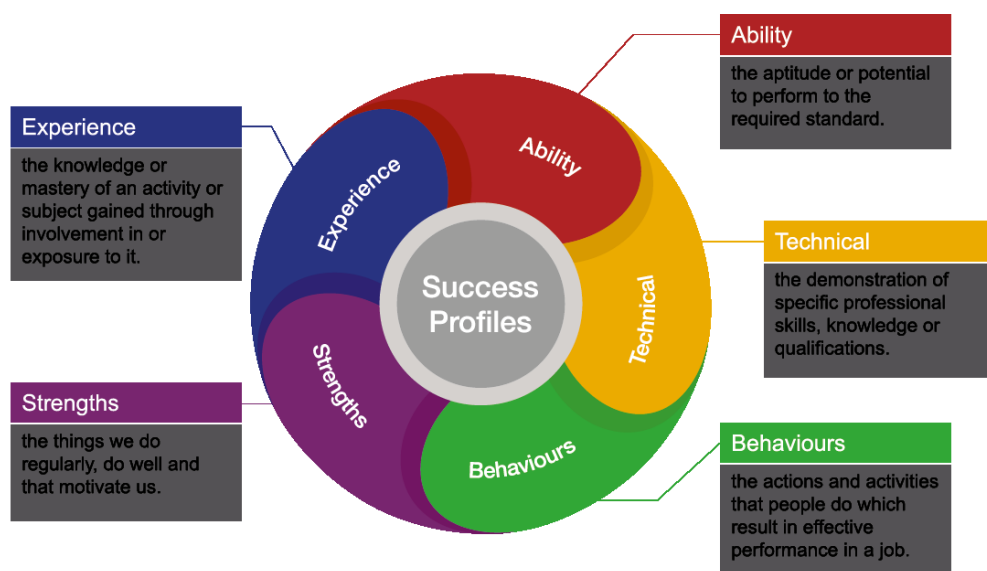 Ability
the aptitude or potential
to perform to the
required standard.
Experience
the knowledge or
mastery of an activity or
subject gained through
involvement in or
exposure to it.
Technical
the demonstration of
specific professional
skills, knowledge or
qualifications.
Strengths
the things we do
regularly, do well and
that motivate us.
Behaviours
the actions and activities
that people do which
result in effective
performance in a job.
Ability
Experience
Technical
Strengths
Behaviours
Success
Profiles